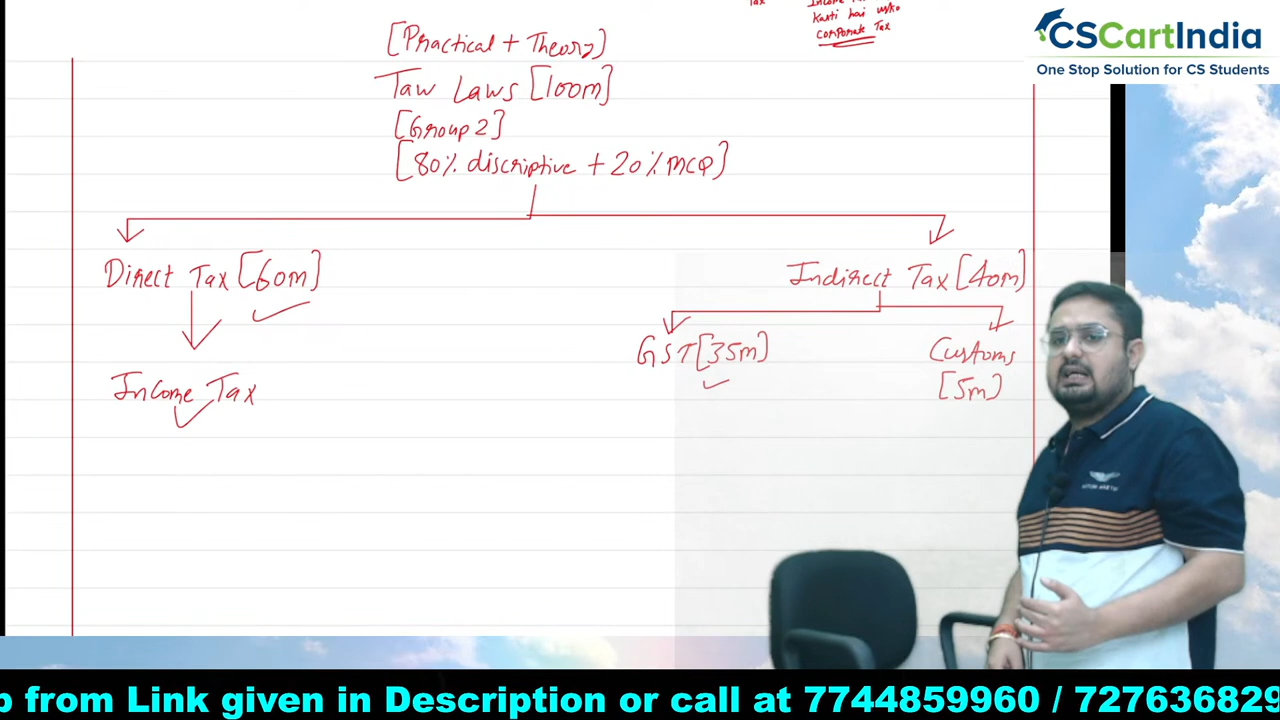 Tax
Kasti hai usko
corporate Tax
CSCartIndia
One Stop Solution for CS Students
[Practical + Theory]
Taw Laws [100m]
[Group 2]
[80% discriptive + 20% MCQ]
Direct Tax [60m]
Indirect Tax [40m]
GST [35m]
Customs
[5m]
Income Tax
p from Link given in Description or call at 7744859960 / 727636829